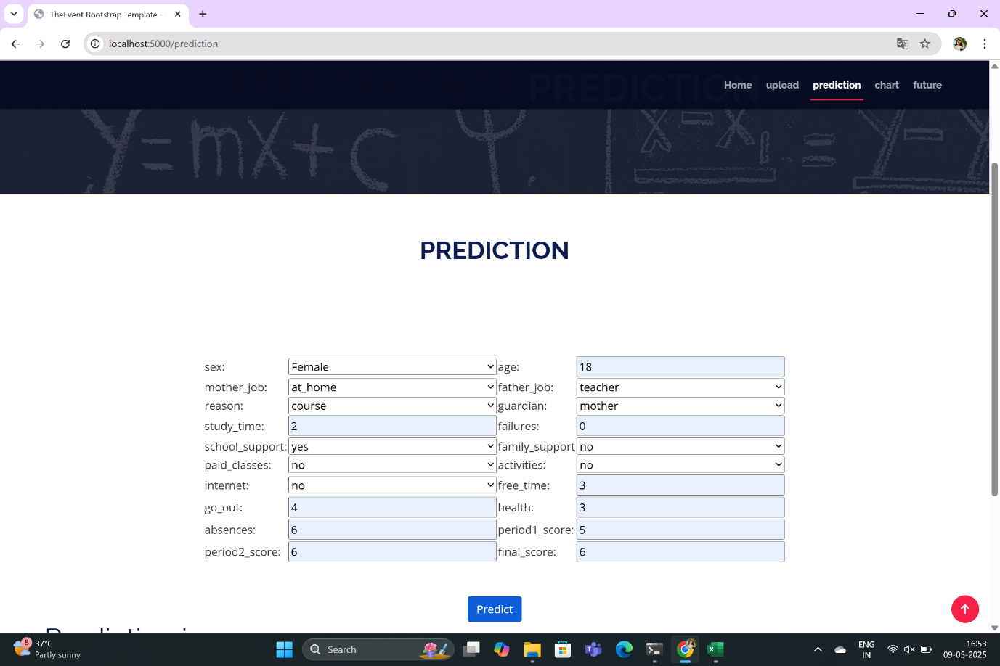 TheEvent Bootstrap Template -
localhost:5000/prediction
PERFORMANCE PREDICTION
Home upload prediction chart future
y=mx+c
PREDICTION
sex: Female age: 18
mother_job: at_home father_job: teacher
reason: course guardian: mother
study_time: 2 failures: 0
school_support: yes family_support no
paid_classes: no activities: no
internet: no free_time: 3
go_out: 4 health: 3
absences: 6 period1_score: 5
period2_score: 6 final_score: 6
Predict
8 37°C
Partly sunny
Search
ENG
IN
16:53
09-05-2025